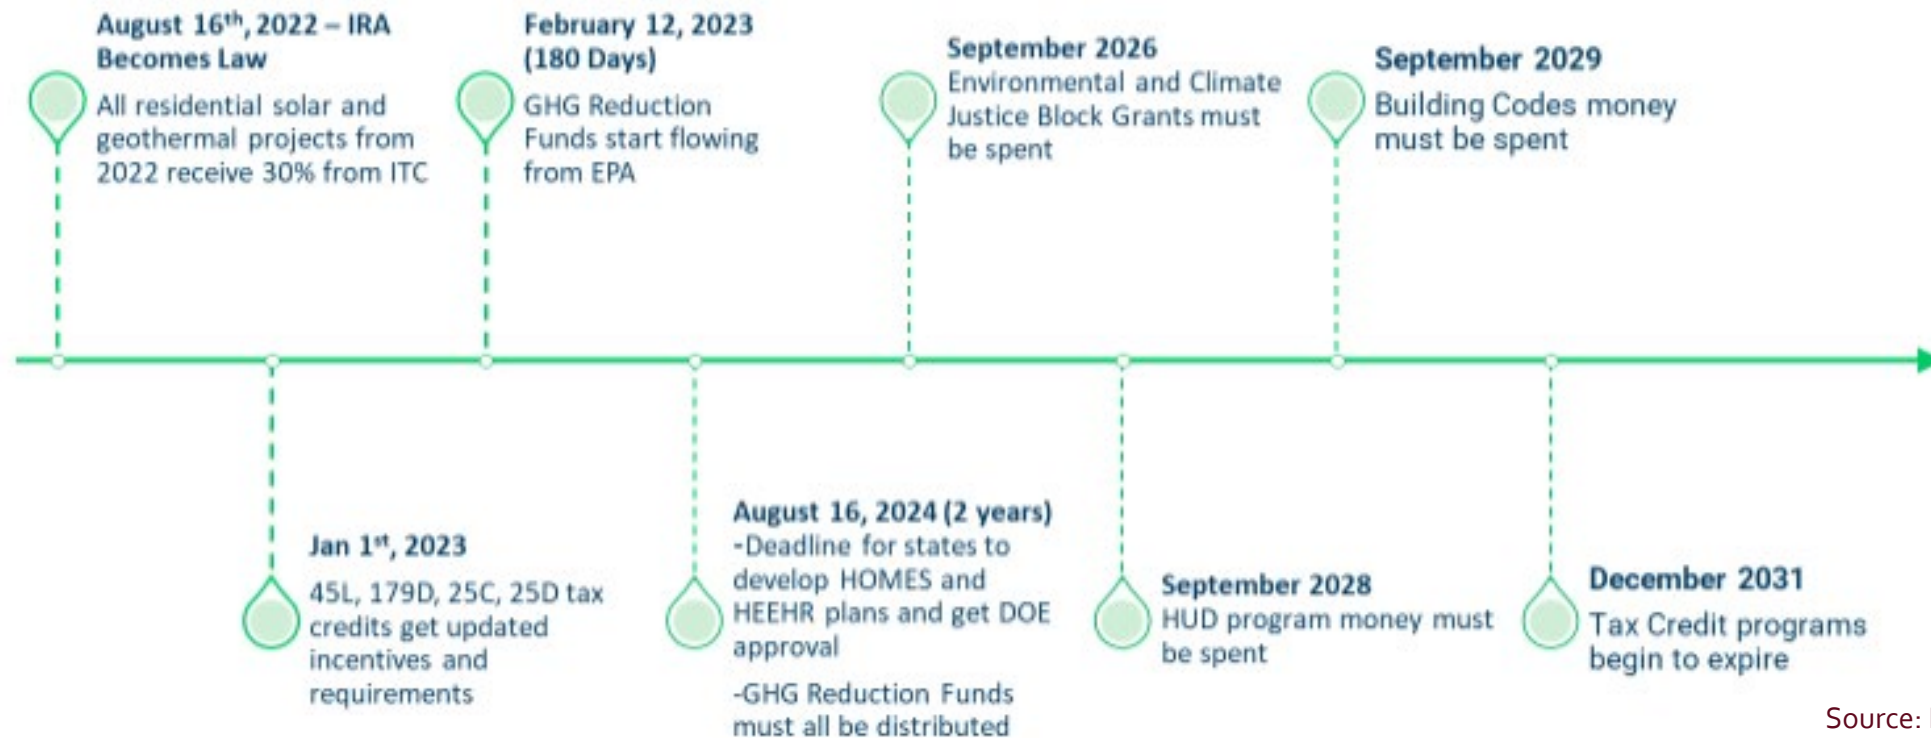 August 16th, 2022 – IRA
Becomes Law
All residential solar and
geothermal projects from
2022 receive 30% from ITC
Jan 1st, 2023
45L, 179D, 25C, 25D tax
credits get updated
incentives and
requirements
February 12, 2023
(180 Days)
GHG Reduction
Funds start flowing
from EPA
August 16, 2024 (2 years)
-Deadline for states to
develop HOMES and
HEEHR plans and get DOE
approval
-GHG Reduction Funds
must all be distributed
September 2026
Environmental and Climate
Justice Block Grants must
be spent
September 2028
HUD program money must
be spent
September 2029
Building Codes money
must be spent
December 2031
Tax Credit programs
begin to expire
Source: